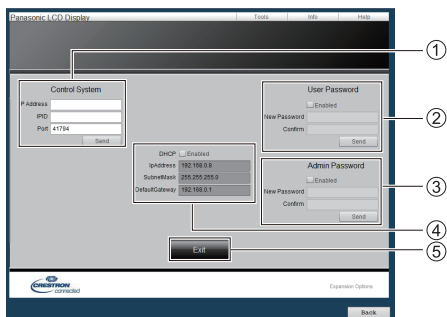 Panasonic LCD Display
Tools Info Help
Control System
P Address
IPID
Port 41794
Send
User Password
Enabled
New Password
Confirm
Send
DHCP Enabled
IpAddress 192.168.0.8
SubnetMask 255.255.255.0
DefaultGateway 192.168.0.1
Admin Password
Enabled
New Password
Confirm
Send
Exit
CRESTRON
connected
Expansion Options
Back
1
2
3
4
5